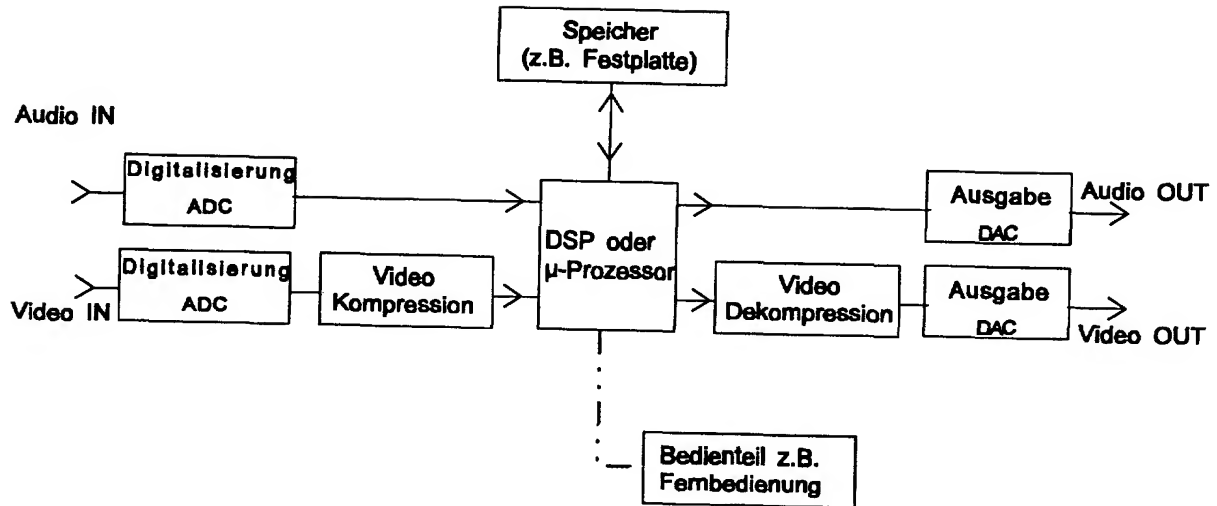 Speicher
(z.B. Festplatte)
Audio IN
Digitalisierung
ADC
Ausgabe
DAC
Audio OUT
DSP oder
µ-Prozessor
Digitalisierung
ADC
Video
Kompression
Video
Dekompression
Ausgabe
DAC
Video IN
Video OUT
Bedienteil z.B.
Fernbedienung